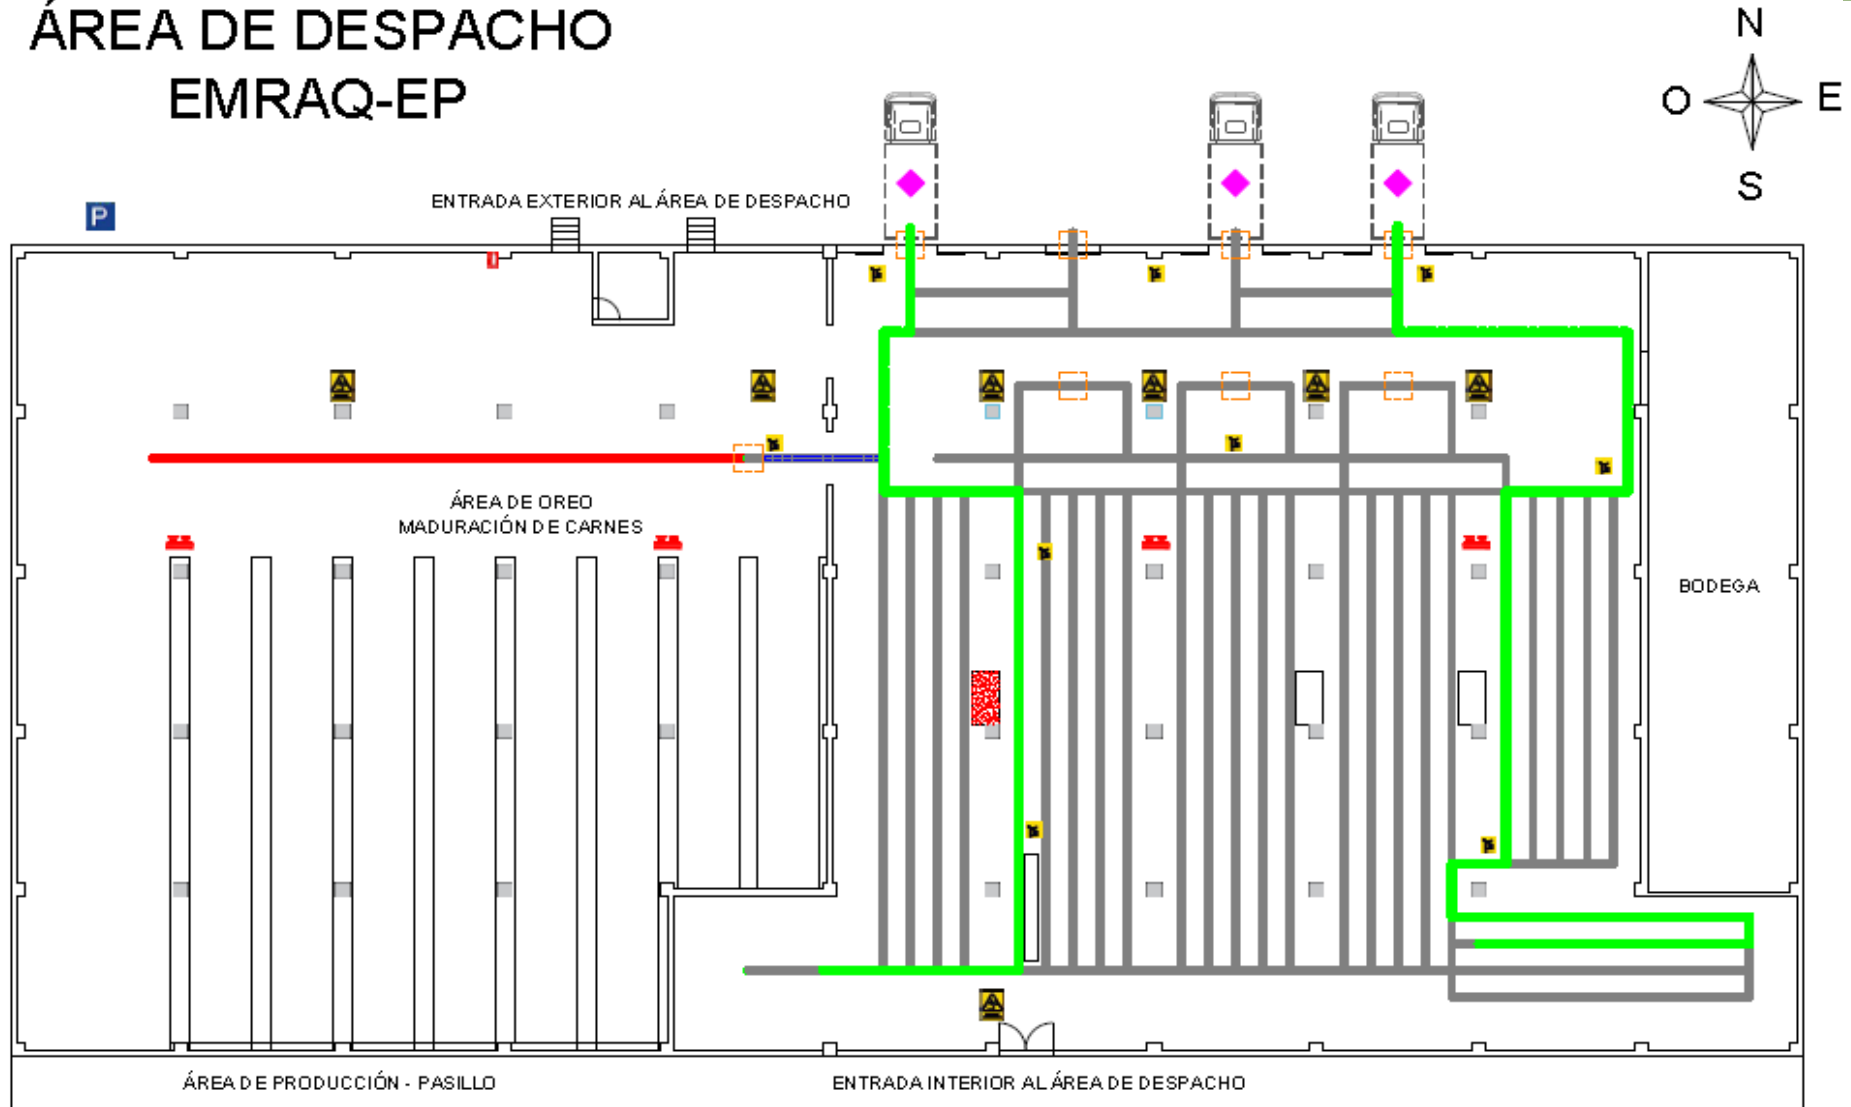 ÁREA DE DESPACHO
EMRAQ-EP
N
O
E
S
P
ENTRADA EXTERIOR AL ÁREA DE DESPACHO
ÁREA DE OREO
MADURACIÓN DE CARNES
BODEGA
ÁREA DE PRODUCCIÓN - PASILLO
ENTRADA INTERIOR AL ÁREA DE DESPACHO